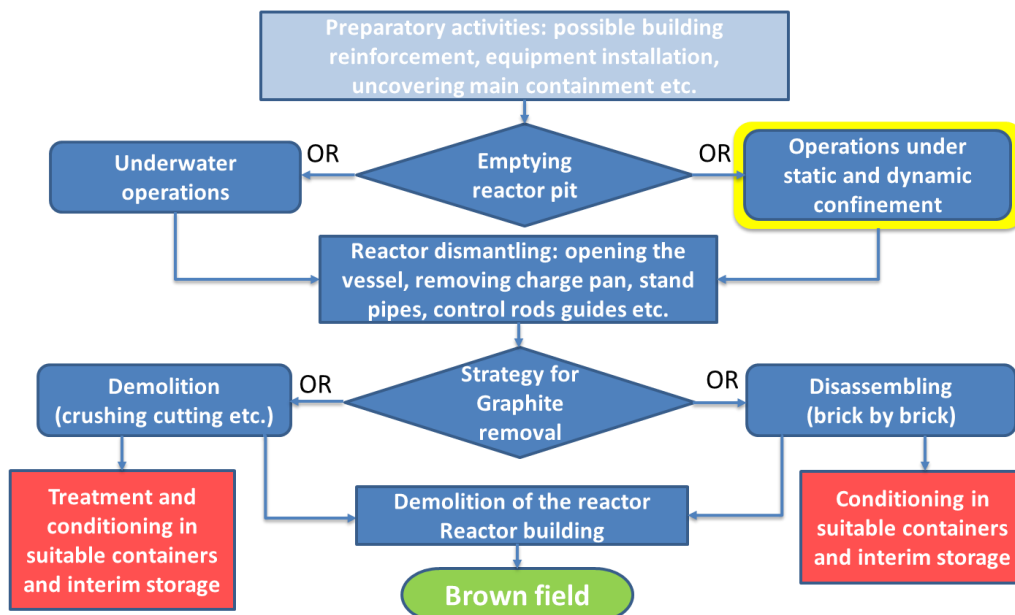 Preparatory activities: possible building
reinforcement, equipment installation,
uncovering main containment etc.
Underwater
operations
OR
Emptying
reactor pit
OR
Operations under
static and dynamic
confinement
Reactor dismantling: opening the
vessel, removing charge pan, stand
pipes, control rods guides etc.
Demolition
(crushing cutting etc.)
OR
Strategy for
Graphite
removal
OR
Disassembling
(brick by brick)
Treatment and
conditioning in
suitable containers
and interim storage
Demolition of the reactor
Reactor building
Conditioning in
suitable containers
and interim storage
Brown field